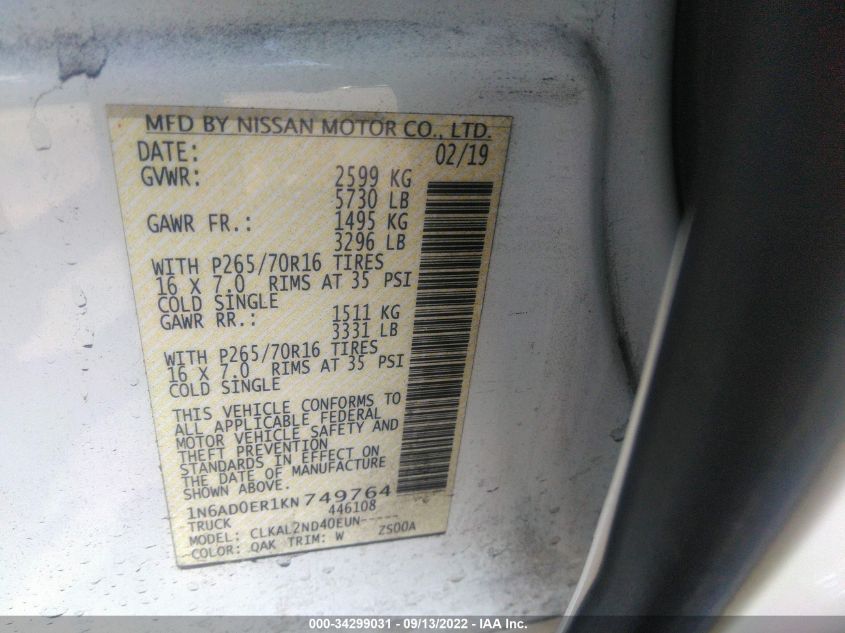 MFD BY NISSAN MOTOR CO., LTD.
DATE: 02/19
GVWR: 2599 KG
5730 LB
GAWR FR.: 1495 KG
3296 LB
WITH P265/70R16 TIRES
16 X 7.0 RIMS AT 35 PSI
COLD SINGLE
GAWR RR.: 1511 KG
3331 LB
WITH P265/70R16 TIRES
16 X 7.0 RIMS AT 35 PSI
COLD SINGLE
THIS VEHICLE CONFORMS TO
ALL APPLICABLE FEDERAL
MOTOR VEHICLE SAFETY AND
THEFT PREVENTION
STANDARDS IN EFFECT ON
THE DATE OF MANUFACTURE
SHOWN ABOVE.
1N6AD0ER1KN749764
TRUCK 446108
MODEL: CLKAL2ND40EUN-----
COLOR: QAK TRIM: W ZS00A
000-34299031 - 09/13/2022 - IAA Inc.